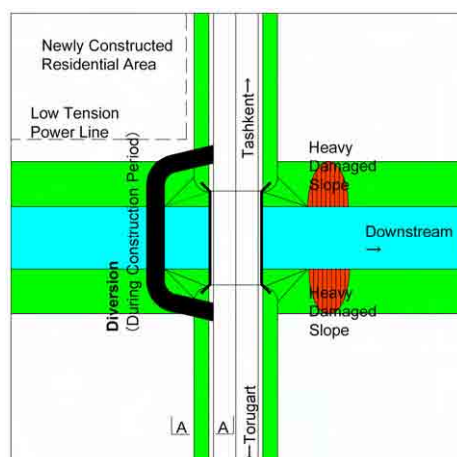 Newly Constructed
Residential Area
Low Tension
Power Line
Tashkent→
Heavy
Damaged
Slope
Diversion
(During Construction Period)
Downstream
→
Heavy
Damaged
Slope
A A
←Torugart